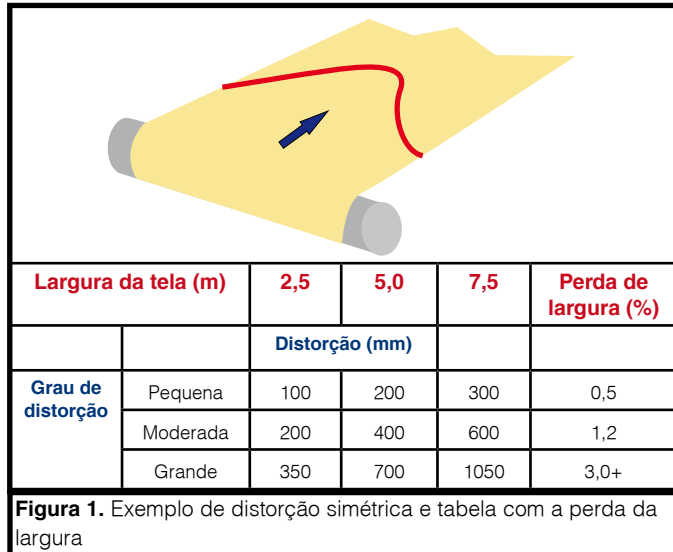 Largura da tela (m) 2,5 5,0 7,5 Perda de largura (%)
Distorção (mm)
Grau de distorção Pequena 100 200 300 0,5
Moderada 200 400 600 1,2
Grande 350 700 1050 3,0+
Figura 1. Exemplo de distorção simétrica e tabela com a perda da
largura